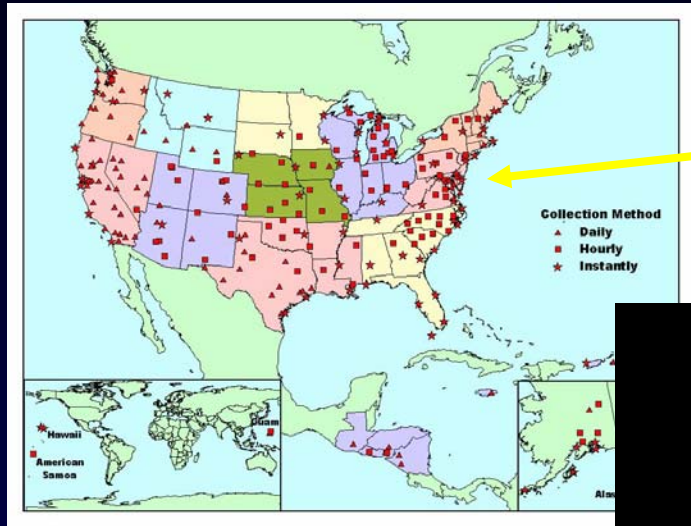 Collection Method
Daily
Hourly
Instantly
Hawaii
Guam
American
Samoa